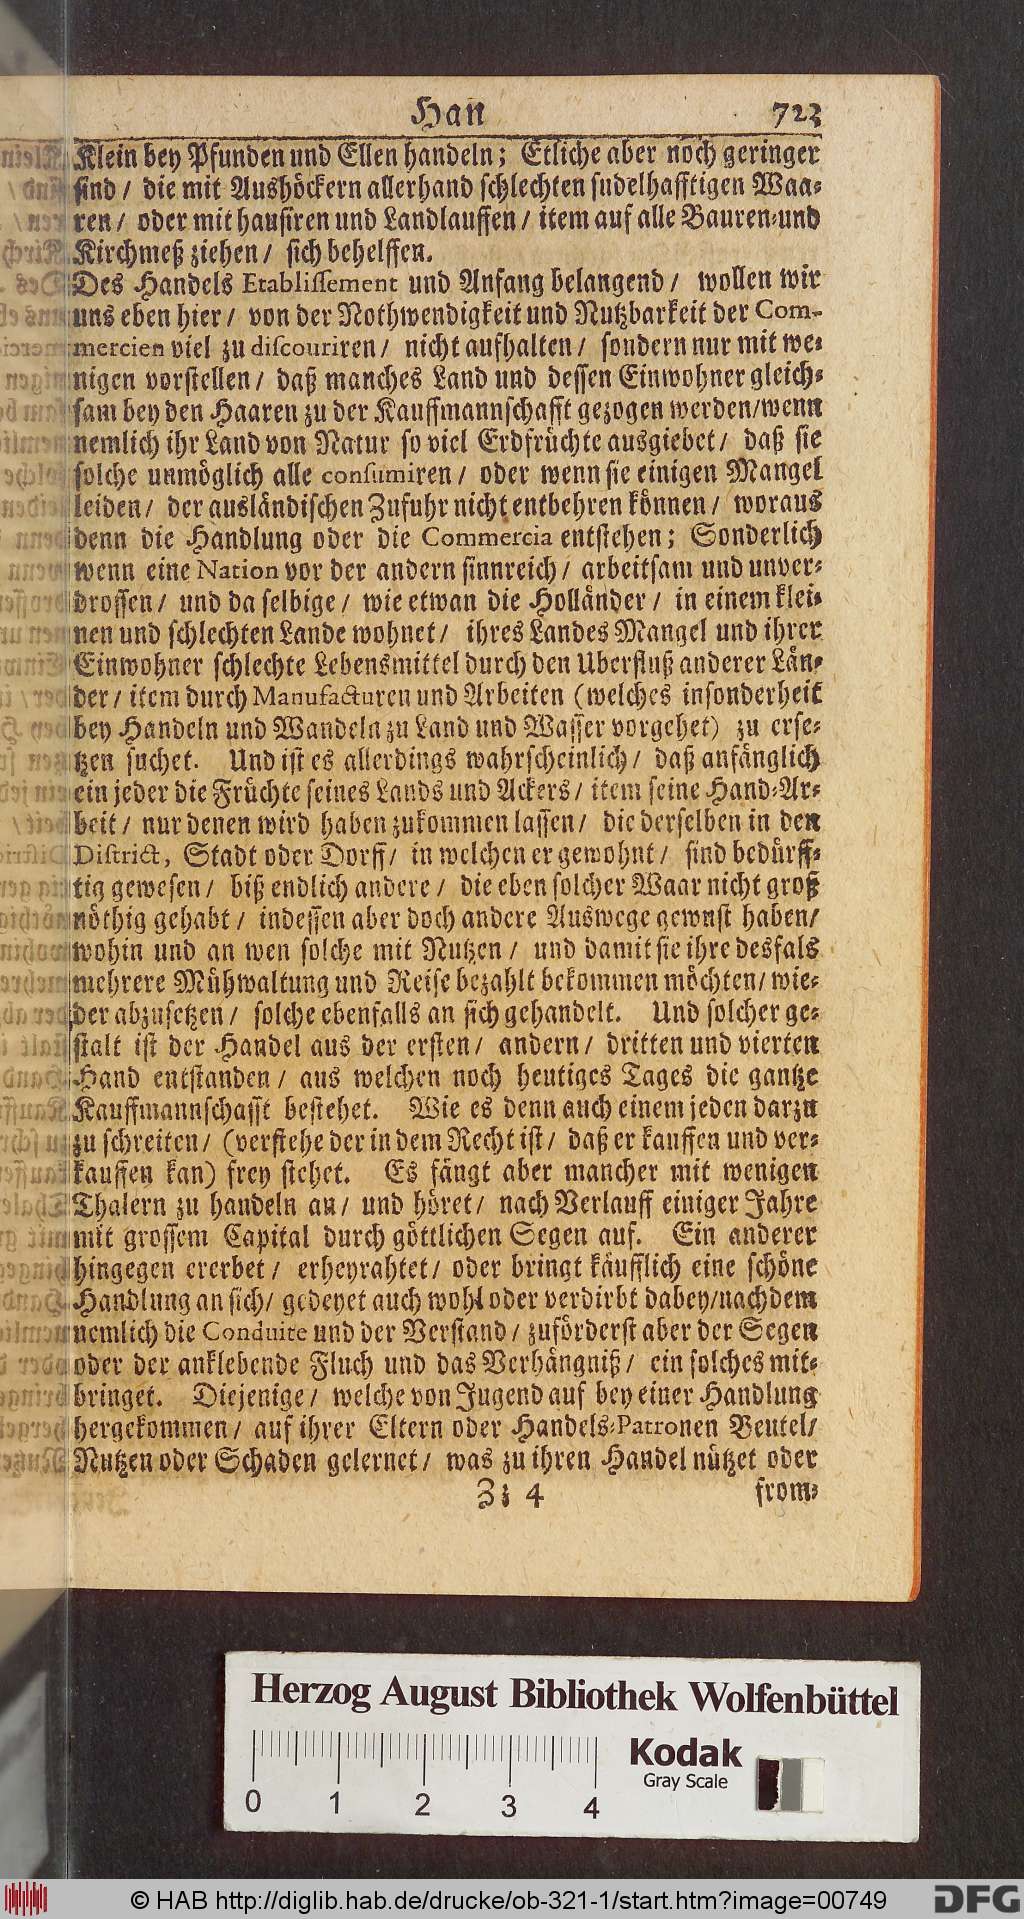 Han 723
Klein bey Pfunden und Ellen handeln; Etliche aber noch geringer
sind / die mit Aushöckern allerhand schlechten sudelhafftigen Waa-
ren / oder mit hausiren und Landlauffen / item auf alle Bauren-und
Kirchmeß ziehen / sich behelffen.
Des Handels Etablissement und Anfang belangend / wollen wir
uns eben hier / von der Nothwendigkeit und Nutzbarkeit der Com-
mercien viel zu discouriren / nicht aufhalten / sondern nur mit we-
nigen vorstellen / daß manches Land und dessen Einwohner gleich-
sam bey den Haaren zu der Kauffmannschafft gezogen werden/wenn
nemlich ihr Land von Natur so viel Erdfrüchte ausgiebet / daß sie
solche unmöglich alle consumiren / oder wenn sie einigen Mangel
leiden / der ausländischen Zufuhr nicht entbehren können / woraus
denn die Handlung oder die Commercia entstehen; Sonderlich
wenn eine Nation vor der andern sinnreich / arbeitsam und unver-
drossen / und da selbige / wie etwan die Holländer / in einem klei-
nen und schlechten Lande wohnet / ihres Landes Mangel und ihrer
Einwohner schlechte Lebensmittel durch den Uberfluß anderer Län-
der / item durch Manufacturen und Arbeiten (welches insonderheit
bey Handeln und Wandeln zu Land und Wasser vorgehet) zu erse-
tzen suchet. Und ist es allerdings wahrscheinlich / daß anfänglich
ein jeder die Früchte seines Lands und Ackers / item seine Hand-Ar-
beit / nur denen wird haben zukommen lassen / die derselben in den
District, Stadt oder Dorff / in welchen er gewohnt / sind bedürff-
tig gewesen / biß endlich andere / die eben solcher Waar nicht groß
nöthig gehabt / indessen aber doch andere Auswege gewust haben/
wohin und an wen solche mit Nutzen / und damit sie ihre desfals
mehrere Mühwaltung und Reise bezahlt bekommen möchten / wie-
der abzusetzen / solche ebenfalls an sich gehandelt. Und solcher ge-
stalt ist der Handel aus der ersten / andern / dritten und vierten
Hand entstanden / aus welchen noch heutiges Tages die gantze
Kauffmannschafft bestehet. Wie es denn auch einem jeden darzu
zu schreiten / (verstehe der in dem Recht ist / daß er kauffen und ver-
kauffen kan) frey stehet. Es fängt aber mancher mit wenigen
Thalern zu handeln an / und höret / nach Verlauff einiger Jahre
mit grossem Capital durch göttlichen Segen auf. Ein anderer
hingegen ererbet / erheyrahtet / oder bringt käufflich eine schöne
Handlung an sich / gedeyet auch wohl oder verdirbt dabey/nachdem
nemlich die Conduite und der Verstand / zuförderst aber der Segen
oder der anklebende Fluch und das Verhängniß / ein solches mit-
bringet. Diejenige / welche von Jugend auf bey einer Handlung
hergekommen / auf ihrer Eltern oder Handels-Patronen Beutel/
Nutzen oder Schaden gelernet / was zu ihren Handel nützet oder
Zz 4 from-
Herzog August Bibliothek Wolfenbüttel
Kodak
Gray Scale
0 1 2 3 4
© HAB http://diglib.hab.de/drucke/ob-321-1/start.htm?image=00749
DFG